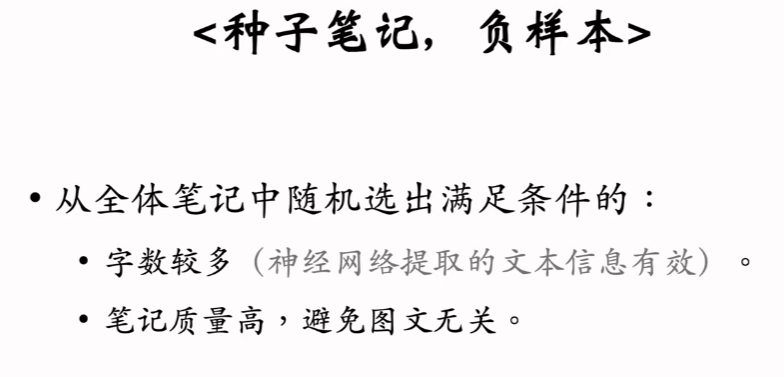 <种子笔记，负样本>
• 从全体笔记中随机选出满足条件的：
• 字数较多（神经网络提取的文本信息有效）。
• 笔记质量高，避免图文无关。